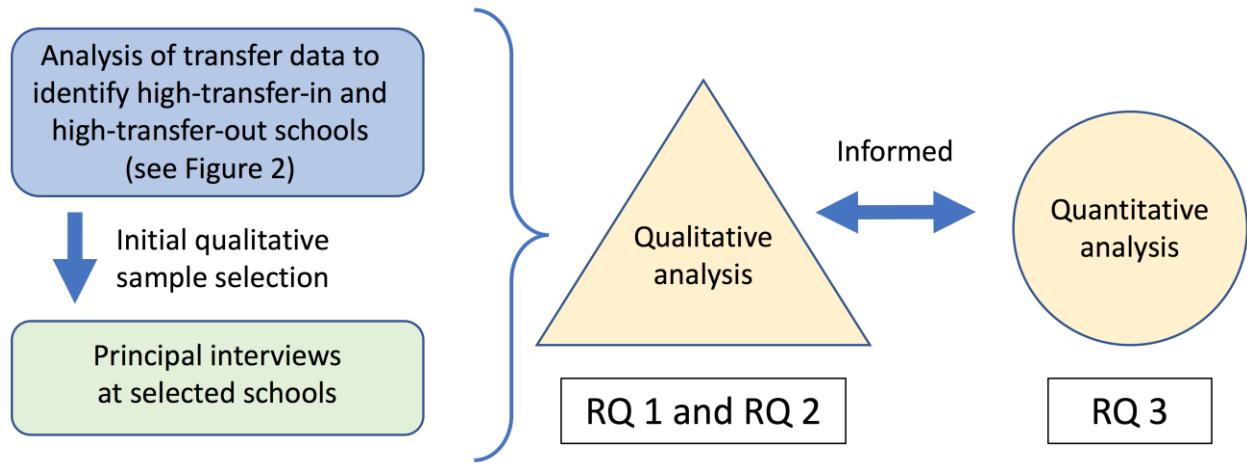 Analysis of transfer data to
identify high-transfer-in and
high-transfer-out schools
(see Figure 2)
Initial qualitative
sample selection
Principal interviews
at selected schools
Qualitative
analysis
RQ 1 and RQ 2
Informed
Quantitative
analysis
RQ 3